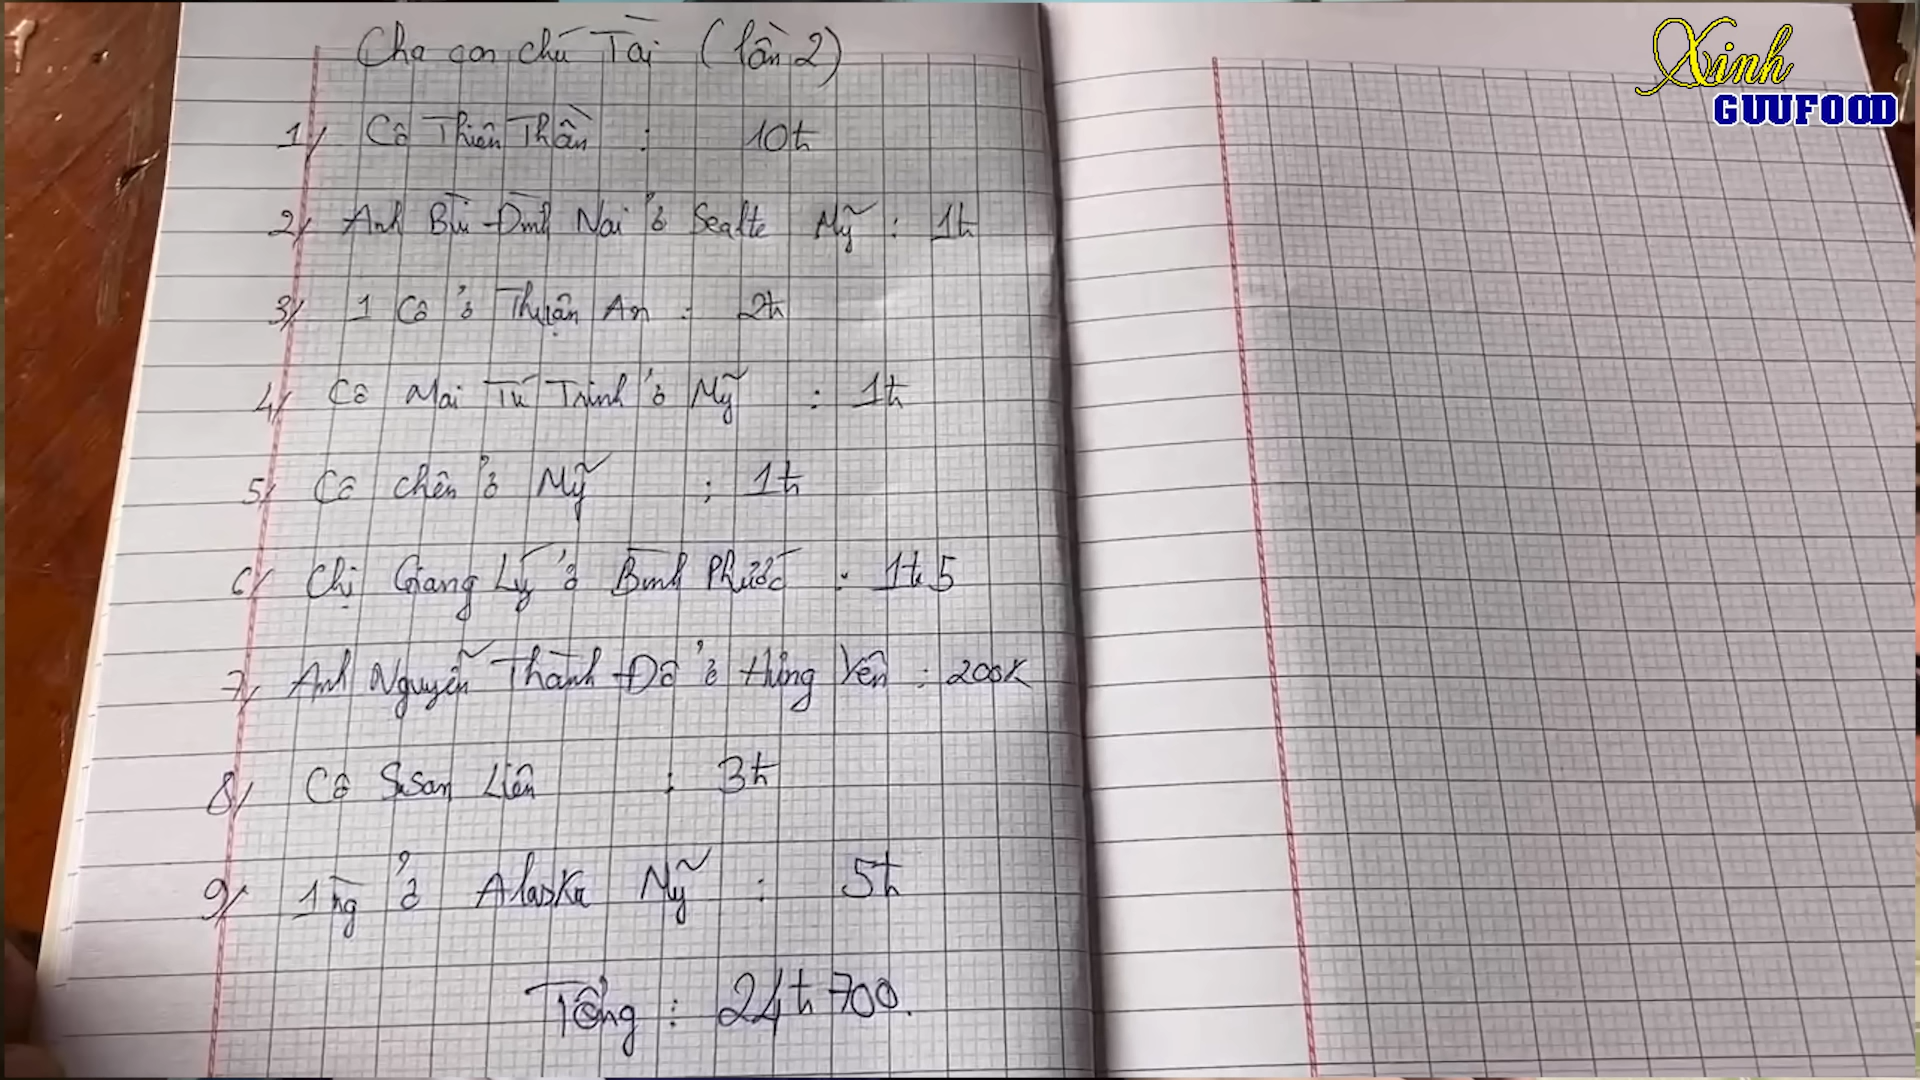 Cha con chú Tài (lần 2)
1/ Cô Thiên Thần : 10tr
2/ Anh Bùi Đình Nai ở Sealte Mỹ : 1tr
3/ 1 Cô ở Thuận An : 2tr
4/ Cô Mai Tú Trinh ở Mỹ : 1tr
5/ Cô Chên ở Mỹ : 1tr
6/ Chị Giang Lý ở Bình Phước : 1tr5
7/ Anh Nguyễn Thành Đô ở Hưng Yên : 200K
8/ Cô Susan Liên : 3tr
9/ 1 ng ở Alaska Mỹ : 5tr
Tổng : 24tr700.
Xinh
GUUFOOD